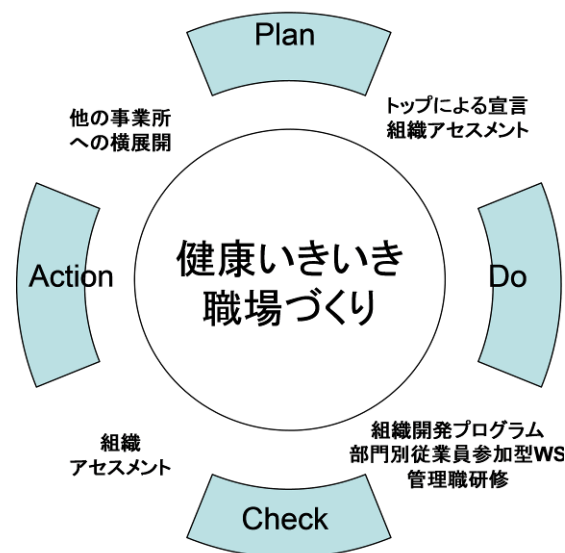 Plan
トップによる宣言
組織アセスメント
他の事業所
への横展開
健康いきいき
職場づくり
Action
Do
組織開発プログラム
部門別従業員参加型WS
管理職研修
組織
アセスメント
Check